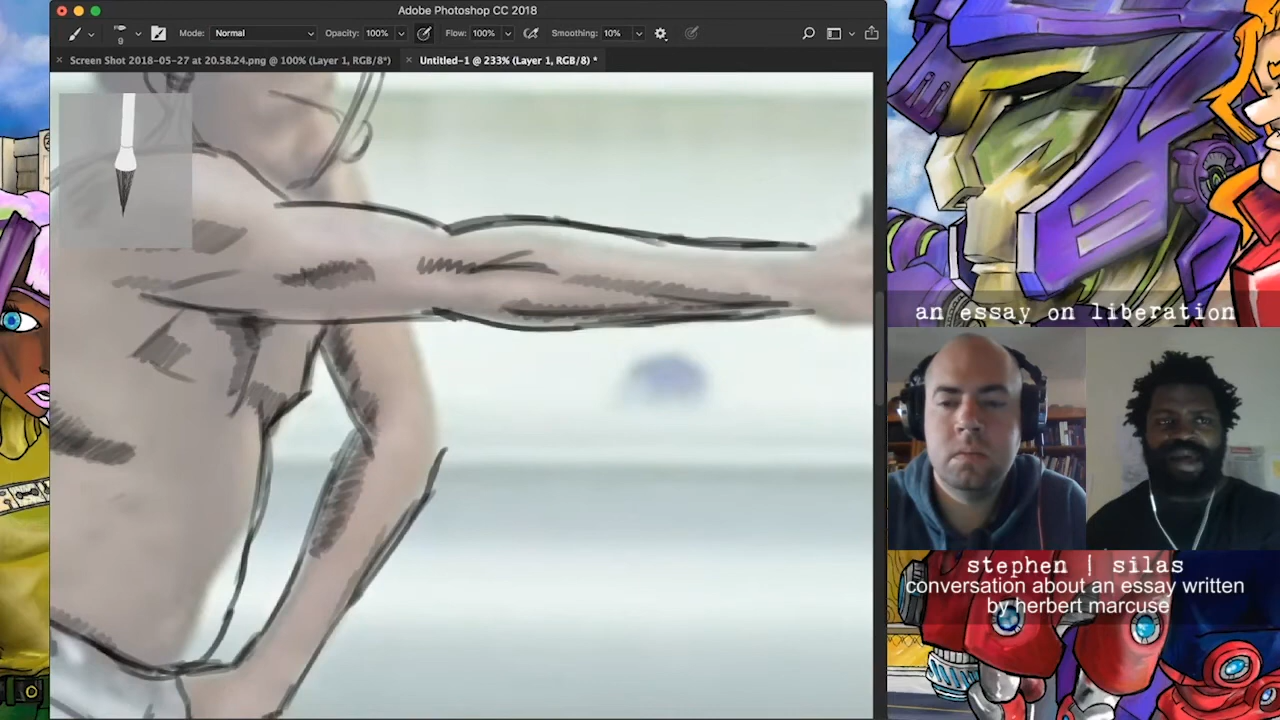 Adobe Photoshop CC 2018
9
Mode: Normal Opacity: 100% Flow: 100% Smoothing: 10%
× Screen Shot 2018-05-27 at 20.58.24.png @ 100% (Layer 1, RGB/8*) × Untitled-1 @ 233% (Layer 1, RGB/8) *
an essay on liberation
stephen | silas
conversation about an essay written
by herbert marcuse